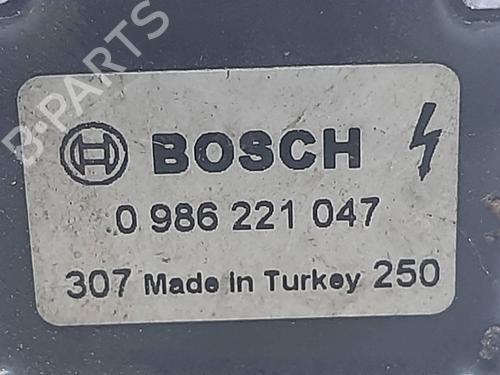 B-PARTS
BOSCH
0 986 221 047
307 Made in Turkey 250